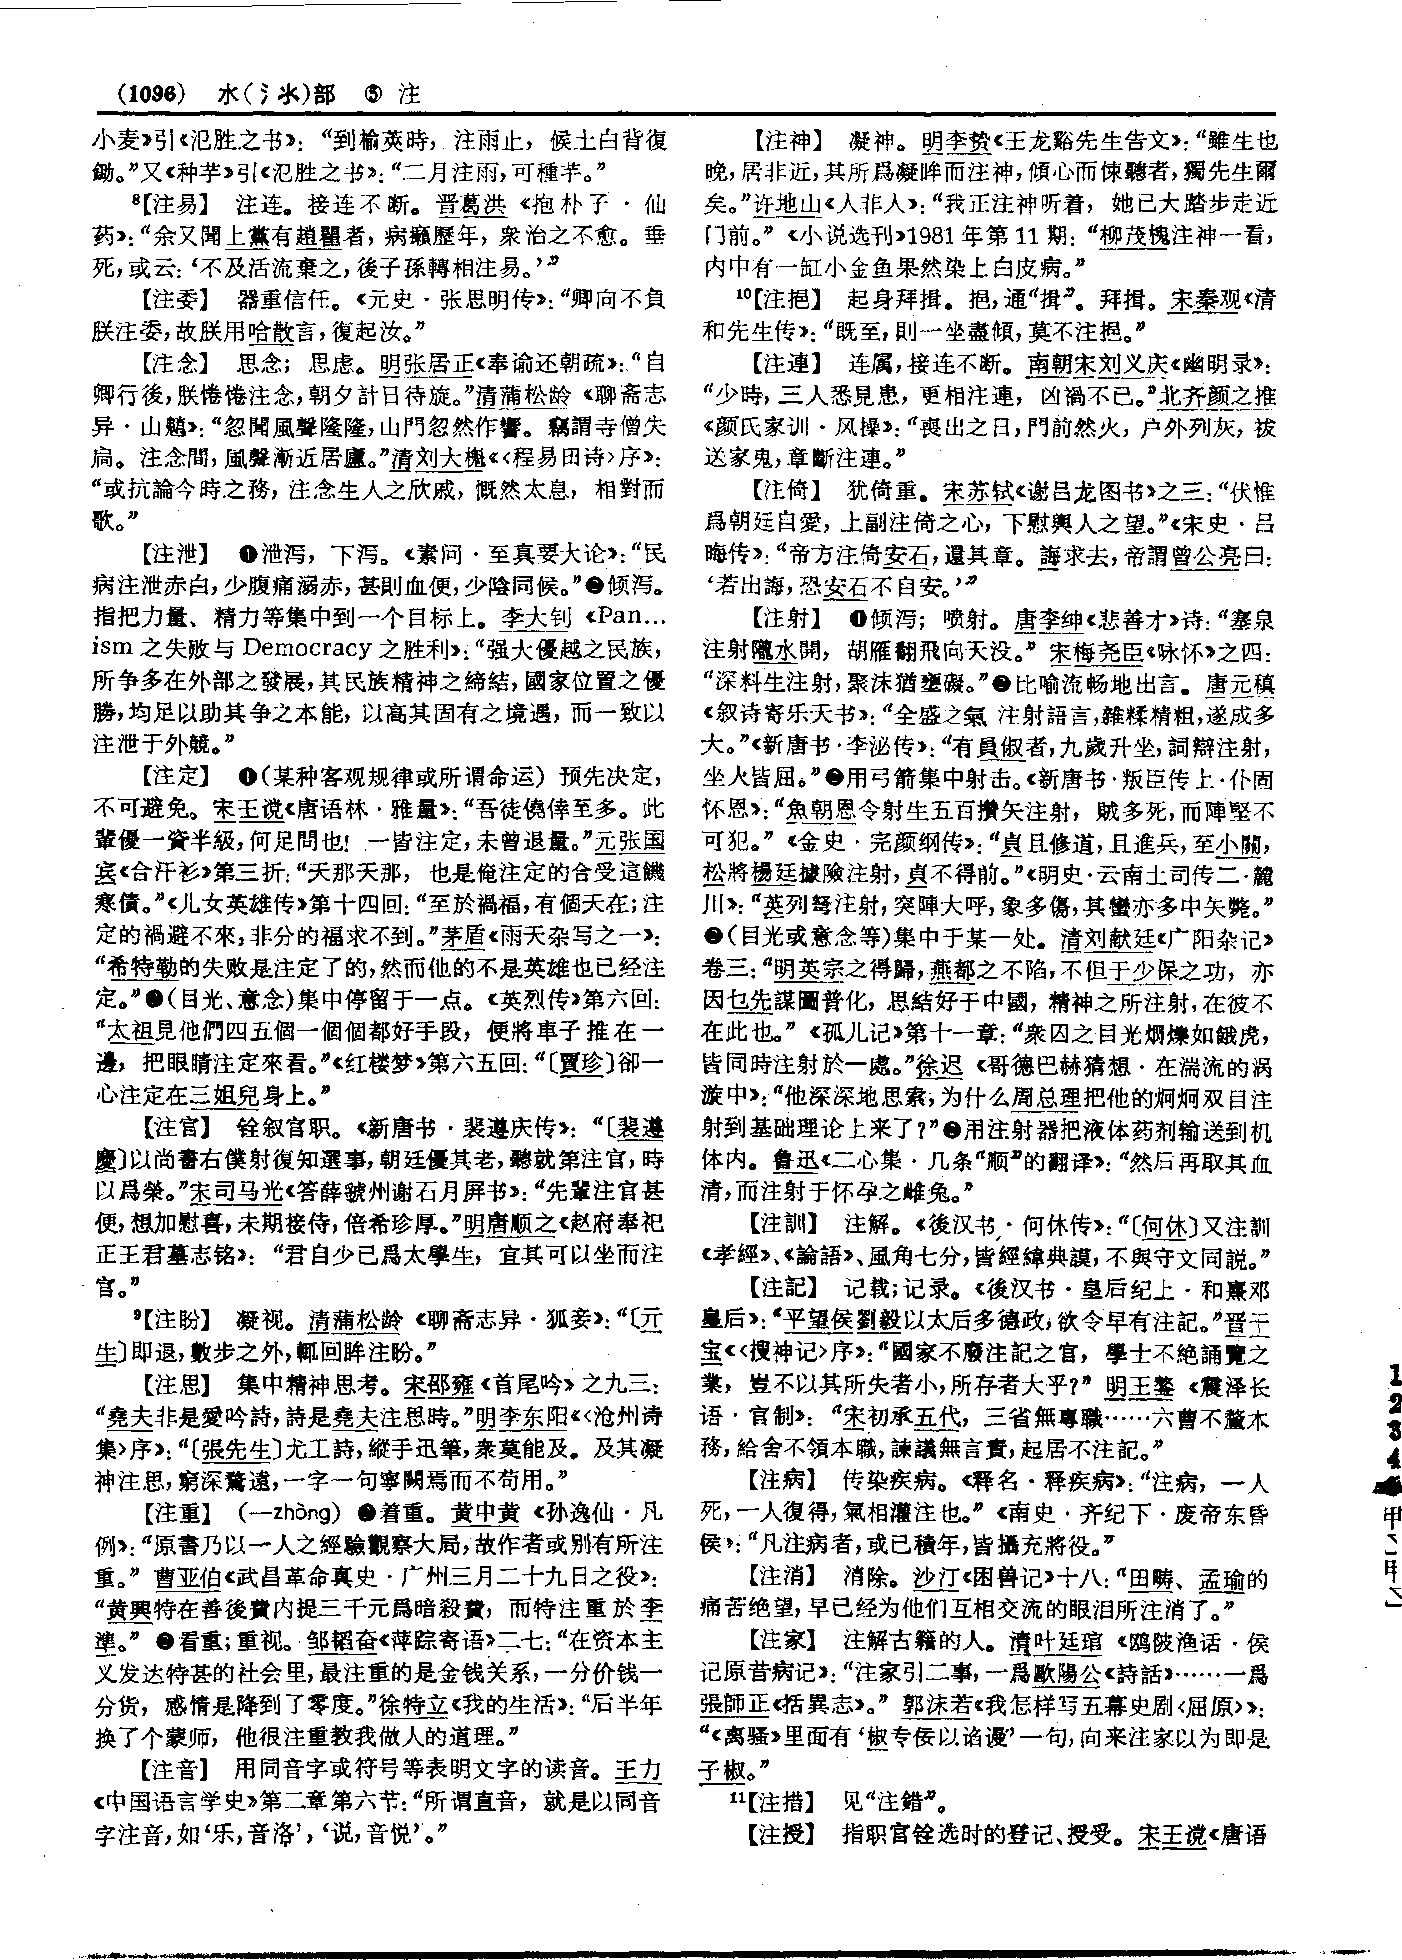 (1096) 水(氵氺)部 ⑤ 注
小麦》引《氾胜之书》：“到榆荚時，注雨止，候土白背復
鋤。”又《种芋》引《氾胜之书》：“二月注雨，可種芋。”
8【注易】 注连。接连不断。晋葛洪《抱朴子·仙
药》：“余又聞上黨有趙瞿者，病癩歷年，衆治之不愈。垂
死，或云：‘不及活流棄之，後子孫轉相注易。’”
【注委】 器重信任。《元史·张思明传》：“卿向不負
朕注委，故朕用哈散言，復起汝。”
【注念】 思念；思虑。明张居正《奉谕还朝疏》：“自
卿行後，朕惓惓注念，朝夕計日待旋。”清蒲松龄《聊斋志
异·山魈》：“忽聞風聲隆隆，山門忽然作響。竊謂寺僧失
扃。注念間，風聲漸近居廬。”清刘大櫆《〈程易田诗〉序》：
“或抗論今時之務，注念生人之欣戚，慨然太息，相對而
歌。”
【注泄】 ❶泄泻，下泻。《素问·至真要大论》：“民
病注泄赤白，少腹痛溺赤，甚則血便，少陰同候。”❷倾泻。
指把力量、精力等集中到一个目标上。李大钊《Pan…
ism之失败与Democracy之胜利》：“强大優越之民族，
所争多在外部之發展，其民族精神之締結，國家位置之優
勝，均足以助其争之本能，以高其固有之境遇，而一致以
注泄于外競。”
【注定】 ❶(某种客观规律或所谓命运)预先决定，
不可避免。宋王谠《唐语林·雅量》：“吾徒僥倖至多。此
輩優一資半級，何足問也！一皆注定，未曾退量。”元张国
宾《合汗衫》第三折：“天那天那，也是俺注定的合受這饑
寒債。”《儿女英雄传》第十四回：“至於禍福，有個天在；注
定的禍避不來，非分的福求不到。”茅盾《雨天杂写之一》：
“希特勒的失败是注定了的，然而他的不是英雄也已经注
定。”❷(目光、意念)集中停留于一点。《英烈传》第六回：
“太祖見他們四五個一個個都好手段，便將車子推在一
邊，把眼睛注定來看。”《红楼梦》第六五回：“〔賈珍〕卻一
心注定在三姐兒身上。”
【注官】 铨叙官职。《新唐书·裴遵庆传》：“〔裴遵
慶〕以尚書右僕射復知選事，朝廷優其老，聽就第注官，時
以爲榮。”宋司马光《答薛虢州谢石月屏书》：“先輩注官甚
便，想加慰喜，未期接侍，倍希珍厚。”明唐顺之《赵府奉祀
正王君墓志铭》：“君自少已爲太學生，宜其可以坐而注
官。”
9【注盼】 凝视。清蒲松龄《聊斋志异·狐妾》：“〔亓
生〕即退，數步之外，輒回眸注盼。”
【注思】 集中精神思考。宋邵雍《首尾吟》之九三：
“堯夫非是愛吟詩，詩是堯夫注思時。”明李东阳《〈沧州诗
集〉序》：“〔張先生〕尤工詩，縱手迅筆，衆莫能及。及其凝
神注思，窮深騖遠，一字一句寧闕焉而不苟用。”
【注重】 (—zhòng) ❶着重。黄中黄《孙逸仙·凡
例》：“原書乃以一人之經驗觀察大局，故作者或别有所注
重。”曹亚伯《武昌革命真史·广州三月二十九日之役》：
“黄興特在善後費内提三千元爲暗殺費，而特注重於李
準。”❷看重；重视。邹韬奋《萍踪寄语》二七：“在资本主
义发达特甚的社会里，最注重的是金钱关系，一分价钱一
分货，感情是降到了零度。”徐特立《我的生活》：“后半年
换了个蒙师，他很注重教我做人的道理。”
【注音】 用同音字或符号等表明文字的读音。王力
《中国语言学史》第二章第六节：“所谓直音，就是以同音
字注音，如‘乐，音洛’，‘说，音悦’。”
【注神】 凝神。明李贽《王龙谿先生告文》：“雖生也
晚，居非近，其所爲凝眸而注神，傾心而悚聽者，獨先生爾
矣。”许地山《人非人》：“我正注神听着，她已大踏步走近
门前。”《小说选刊》1981年第11期：“柳茂槐注神一看，
内中有一缸小金鱼果然染上白皮病。”
10【注挹】 起身拜揖。挹，通“揖”。拜揖。宋秦观《清
和先生传》：“既至，則一坐盡傾，莫不注挹。”
【注連】 连属，接连不断。南朝宋刘义庆《幽明录》：
“少時，三人悉見患，更相注連，凶禍不已。”北齐颜之推
《颜氏家训·风操》：“喪出之日，門前然火，户外列灰，祓
送家鬼，章斷注連。”
【注倚】 犹倚重。宋苏轼《谢吕龙图书》之三：“伏惟
爲朝廷自愛，上副注倚之心，下慰輿人之望。”《宋史·吕
诲传》：“帝方注倚安石，還其章。誨求去，帝謂曾公亮曰：
‘若出誨，恐安石不自安。’”
【注射】 ❶倾泻；喷射。唐李绅《悲善才》诗：“塞泉
注射隴水開，胡雁翻飛向天没。”宋梅尧臣《咏怀》之四：
“深料生注射，聚沫猶壅礙。”❷比喻流畅地出言。唐元稹
《叙诗寄乐天书》：“全盛之氣 注射語言，雜糅精粗，遂成多
大。”《新唐书·李泌传》：“有員俶者，九歲升坐，詞辯注射，
坐人皆屈。”❸用弓箭集中射击。《新唐书·叛臣传上·仆固
怀恩》：“魚朝恩令射生五百攢矢注射，賊多死，而陣堅不
可犯。”《金史·完颜纲传》：“貞且修道，且進兵，至小關，
松將楊廷據險注射，貞不得前。”《明史·云南土司传二·麓
川》：“英列弩注射，突陣大呼，象多傷，其蠻亦多中矢斃。”
❹(目光或意念等)集中于某一处。清刘献廷《广阳杂记》
卷三：“明英宗之得歸，燕都之不陷，不但于少保之功，亦
因乜先謀圖普化，思結好于中國，精神之所注射，在彼不
在此也。”《孤儿记》第十一章：“衆囚之目光烱爍如餓虎，
皆同時注射於一處。”徐迟《哥德巴赫猜想·在湍流的涡
漩中》：“他深深地思索，为什么周总理把他的炯炯双目注
射到基础理论上来了？”❺用注射器把液体药剂输送到机
体内。鲁迅《二心集·几条“顺”的翻译》：“然后再取其血
清，而注射于怀孕之雌兔。”
【注訓】 注解。《後汉书·何休传》：“〔何休〕又注訓
《孝經》、《論語》、風角七分，皆經緯典謨，不與守文同説。”
【注記】 记载；记录。《後汉书·皇后纪上·和熹邓
皇后》：“平望侯劉毅以太后多德政，欲令早有注記。”晋干
宝《〈搜神记〉序》：“國家不廢注記之官，學士不絶誦覽之
業，豈不以其所失者小，所存者大乎？”明王鏊《震泽长
语·官制》：“宋初承五代，三省無專職……六曹不釐本
務，給舍不領本職，諫議無言責，起居不注記。”
【注病】 传染疾病。《释名·释疾病》：“注病，一人
死，一人復得，氣相灌注也。”《南史·齐纪下·废帝东昏
侯》：“凡注病者，或已積年，皆攝充將役。”
【注消】 消除。沙汀《困兽记》十八：“田畴、孟瑜的
痛苦绝望，早已经为他们互相交流的眼泪所注消了。”
【注家】 注解古籍的人。清叶廷琯《鸥陂渔话·侯
记原昔病记》：“注家引二事，一爲歐陽公《詩話》……一爲
張師正《括異志》。”郭沫若《我怎样写五幕史剧〈屈原〉》：
“《离骚》里面有‘椒专佞以谄谩’一句，向来注家以为即是
子椒。”
11【注措】 见“注錯”。
【注授】 指职官铨选时的登记、授受。宋王谠《唐语
1
2
3
4